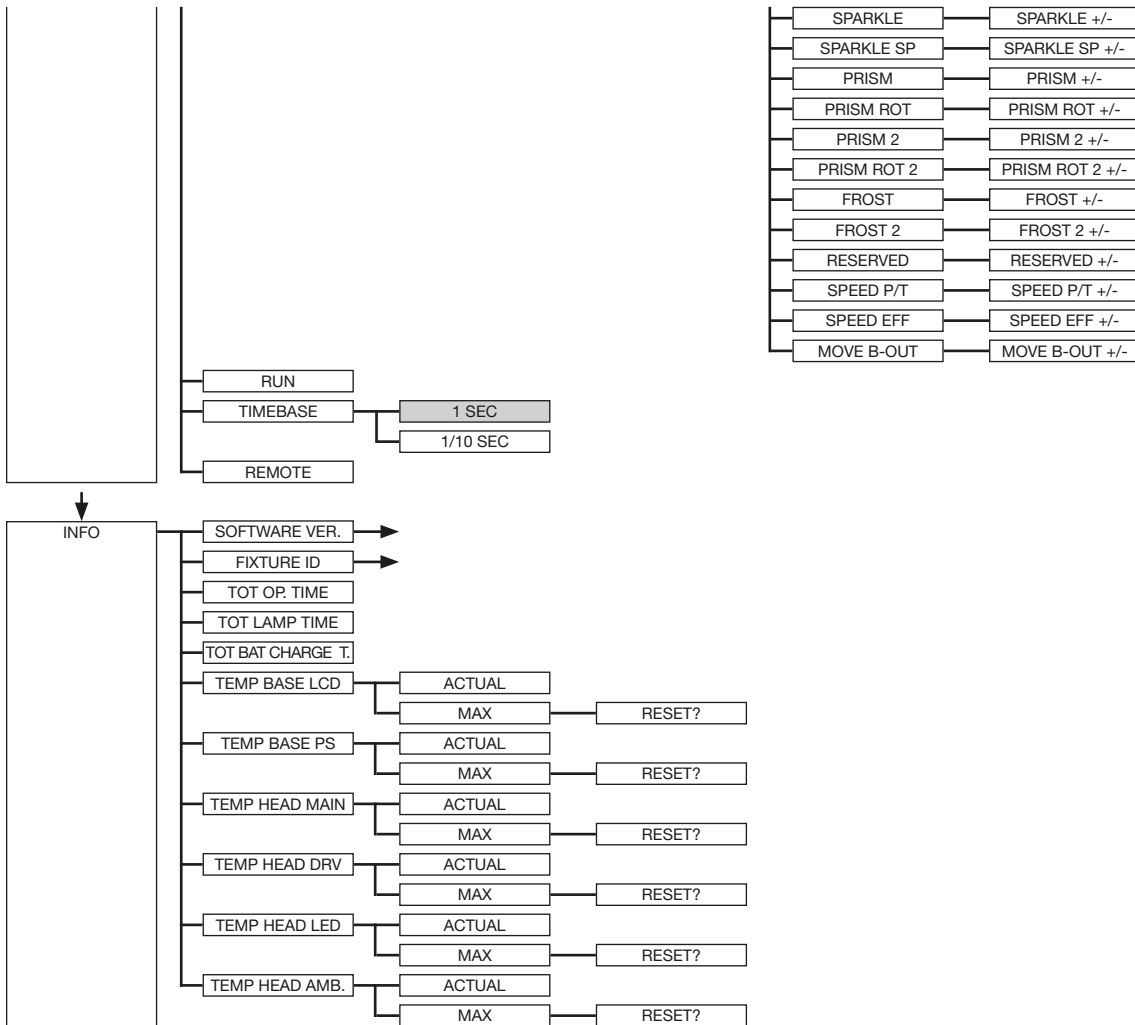 SPARKLE SPARKLE +/-
SPARKLE SP SPARKLE SP +/-
PRISM PRISM +/-
PRISM ROT PRISM ROT +/-
PRISM 2 PRISM 2 +/-
PRISM ROT 2 PRISM ROT 2 +/-
FROST FROST +/-
FROST 2 FROST 2 +/-
RESERVED RESERVED +/-
SPEED P/T SPEED P/T +/-
SPEED EFF SPEED EFF +/-
MOVE B-OUT MOVE B-OUT +/-
RUN
TIMEBASE 1 SEC
1/10 SEC
REMOTE
INFO SOFTWARE VER.
FIXTURE ID
TOT OP. TIME
TOT LAMP TIME
TOT BAT CHARGE T.
TEMP BASE LCD ACTUAL
MAX RESET?
TEMP BASE PS ACTUAL
MAX RESET?
TEMP HEAD MAIN ACTUAL
MAX RESET?
TEMP HEAD DRV ACTUAL
MAX RESET?
TEMP HEAD LED ACTUAL
MAX RESET?
TEMP HEAD AMB. ACTUAL
MAX RESET?